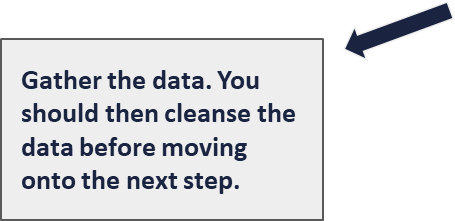 Gather the data. You
should then cleanse the
data before moving
onto the next step.